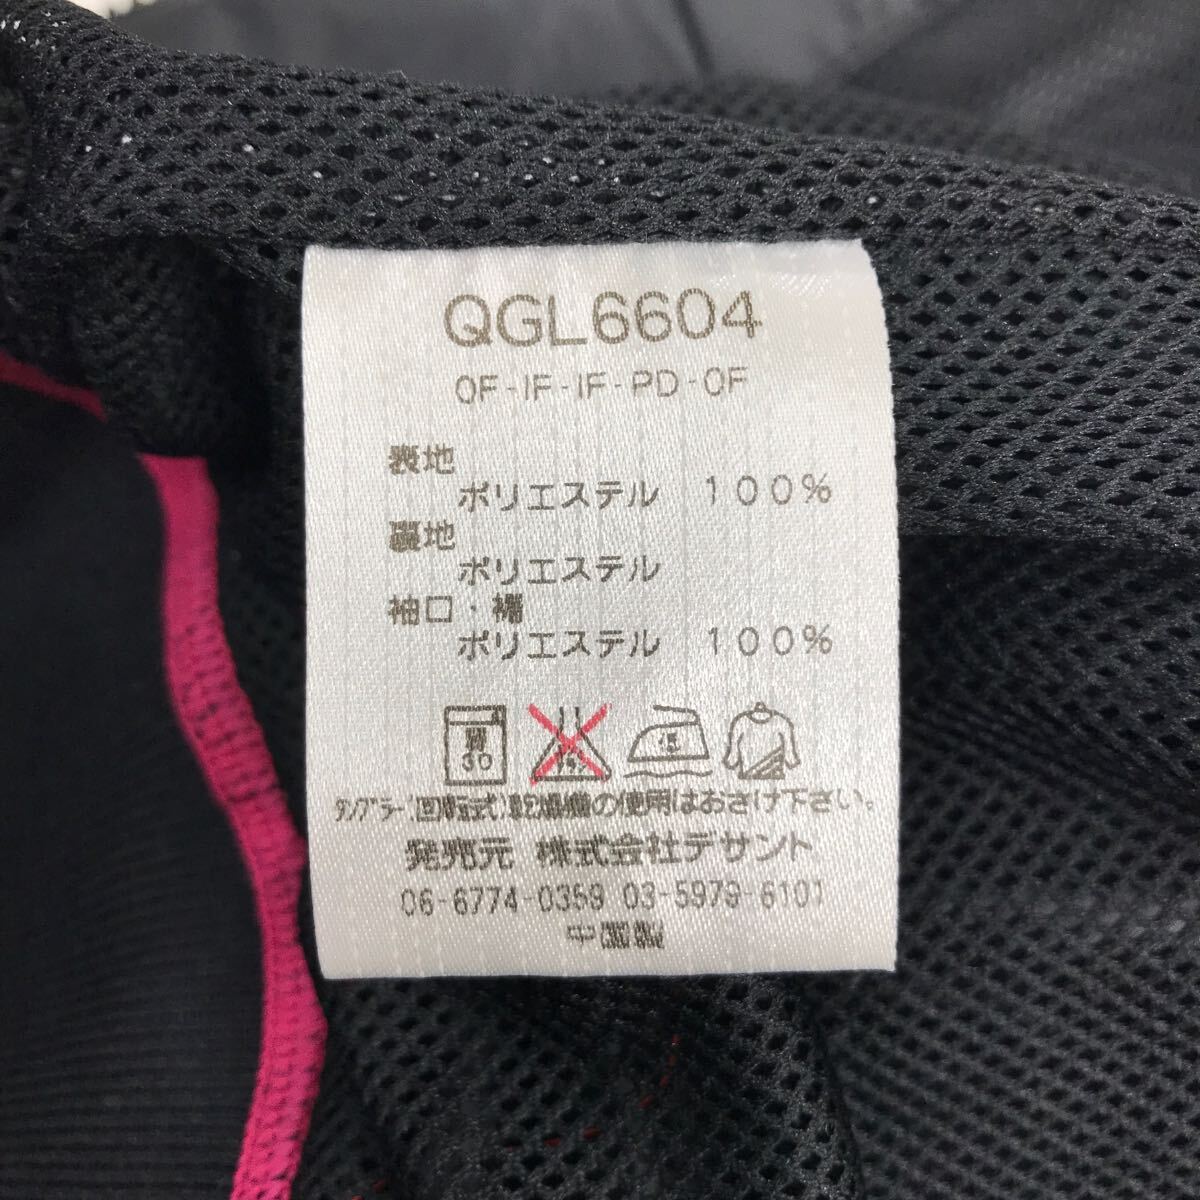 QGL6604
OF-IF-IF-PD-OF
表地
ポリエステル 100%
裏地
ポリエステル
袖口・裾
ポリエステル 100%
弱
30
タンブラー(回転式)乾燥機の使用はおさけ下さい。
発売元 株式会社デサント
06-6774-0359 03-5979-6101
中国製